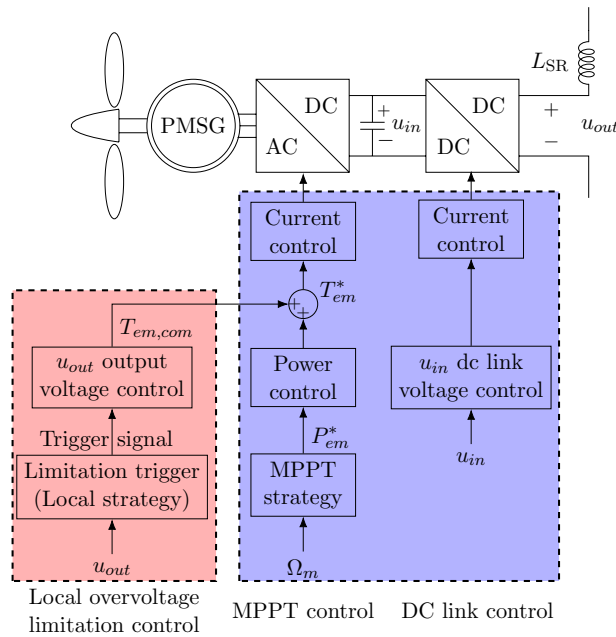 L_SR
PMSG
DC
AC
+
−
u_in
DC
DC
+
−
u_out
Current
control
Current
control
T*_em
+
+
T_em,com
u_out output
voltage control
Power
control
u_in dc link
voltage control
Trigger signal
P*_em
u_in
Limitation trigger
(Local strategy)
MPPT
strategy
u_out
Ω_m
Local overvoltage
limitation control
MPPT control
DC link control